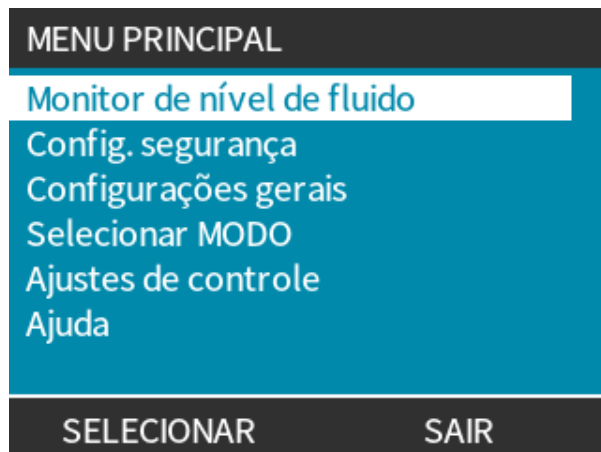 MENU PRINCIPAL
Monitor de nível de fluido
Config. segurança
Configurações gerais
Selecionar MODO
Ajustes de controle
Ajuda
SELECIONAR SAIR